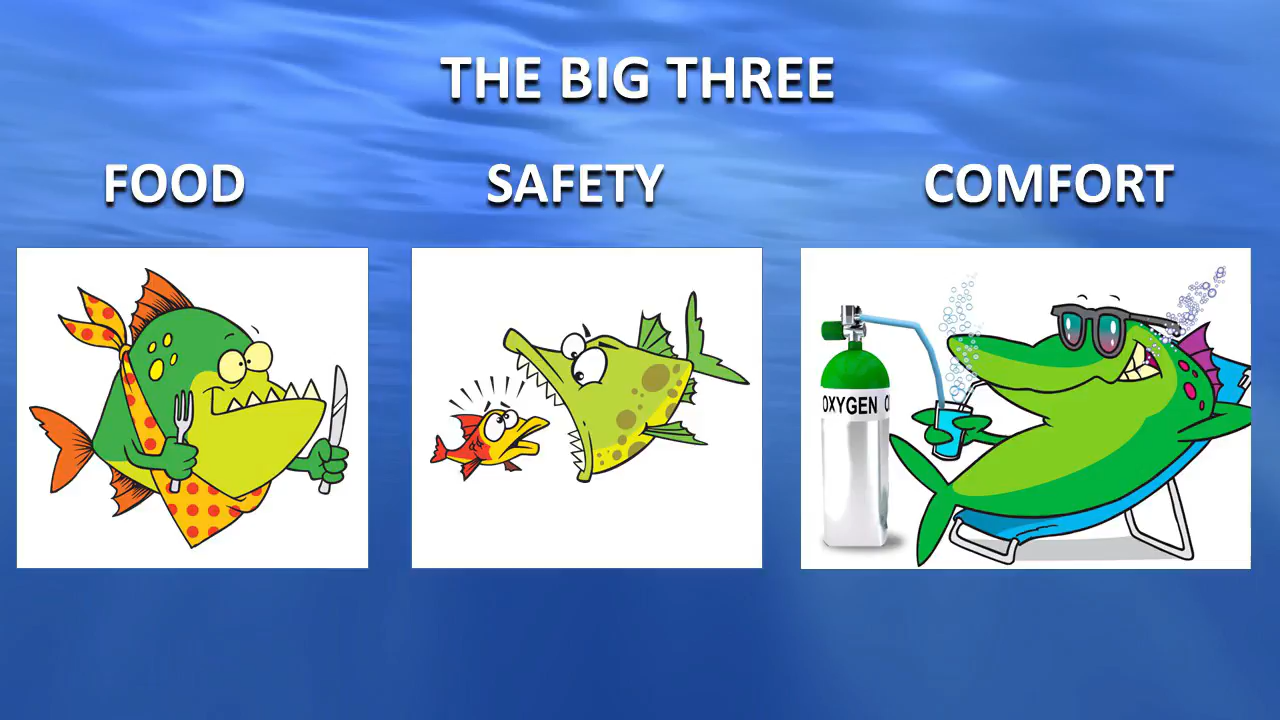 THE BIG THREE
FOOD
SAFETY
COMFORT
OXYGEN O